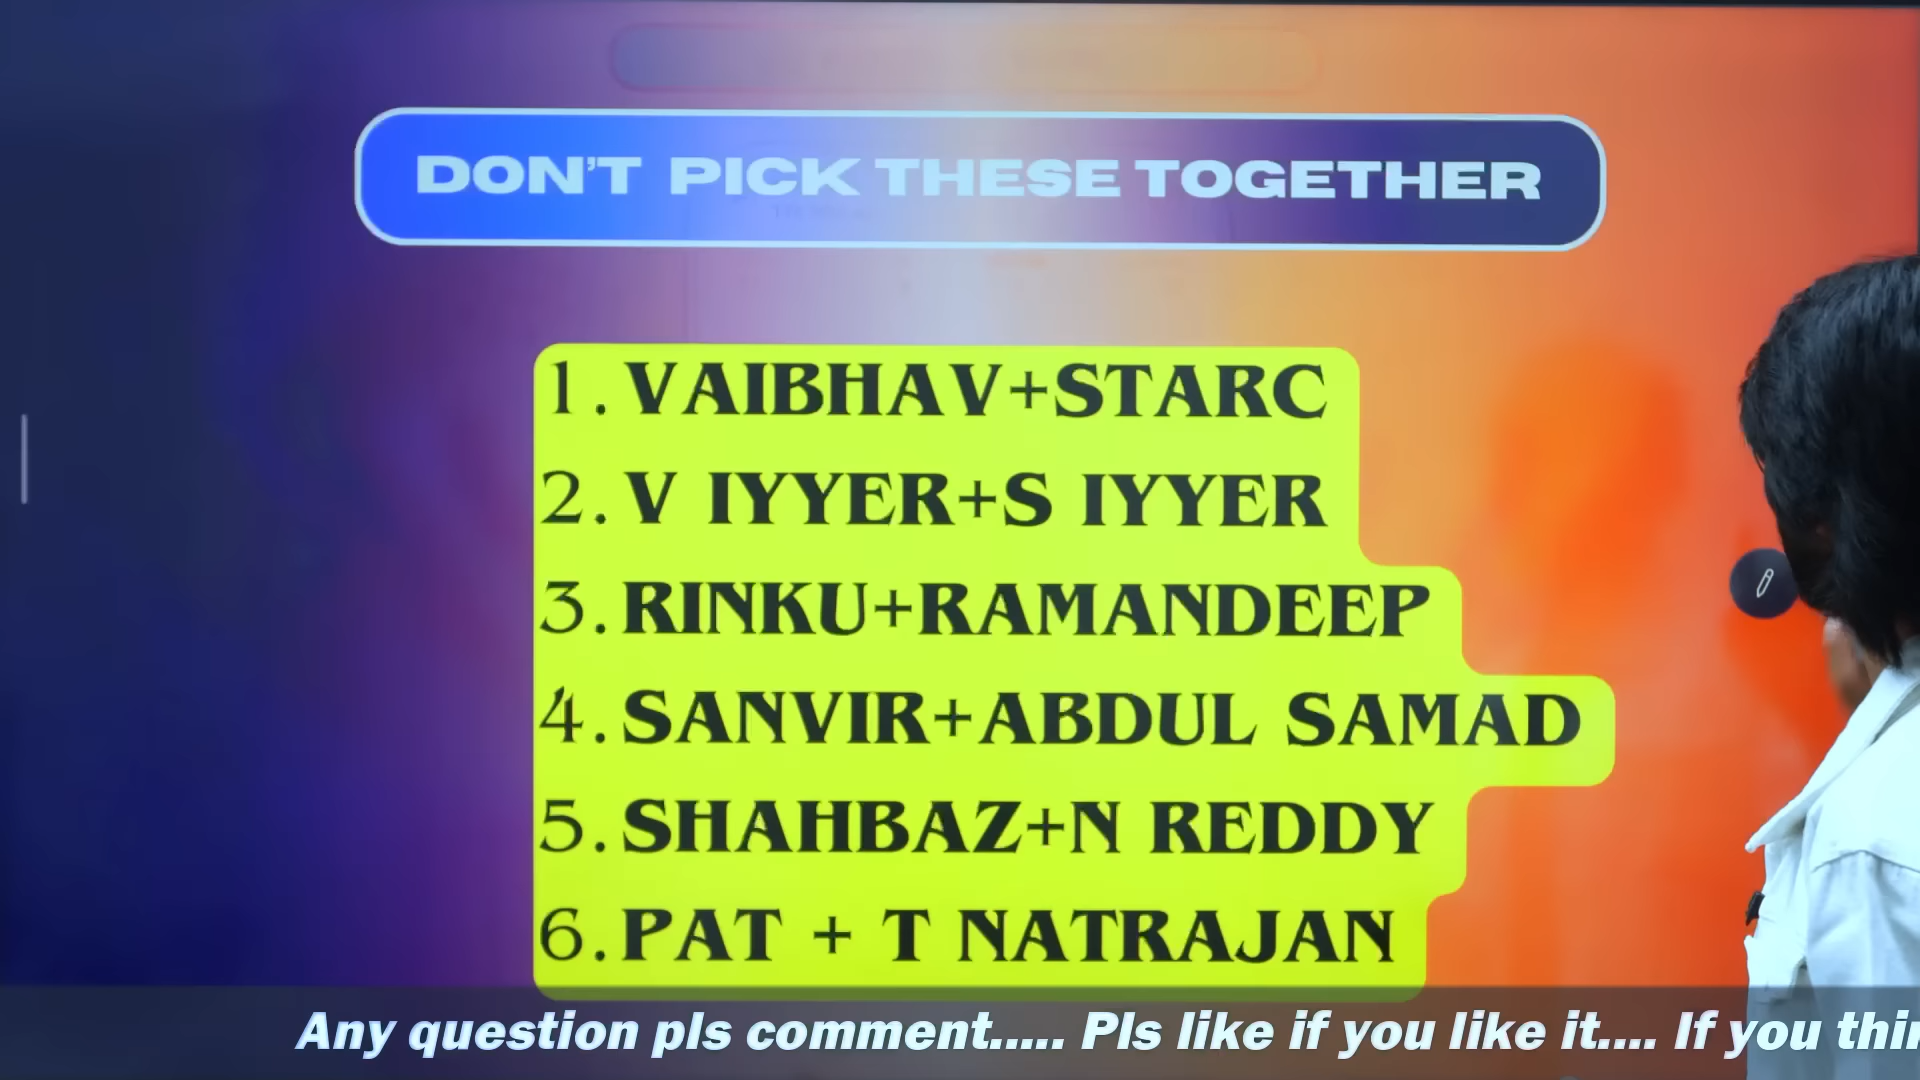 DON'T PICK THESE TOGETHER
1. VAIBHAV+STARC
2. V IYYER+S IYYER
3. RINKU+RAMANDEEP
4. SANVIR+ABDUL SAMAD
5. SHAHBAZ+N REDDY
6. PAT + T NATRAJAN
Any question pls comment..... Pls like if you like it.... If you